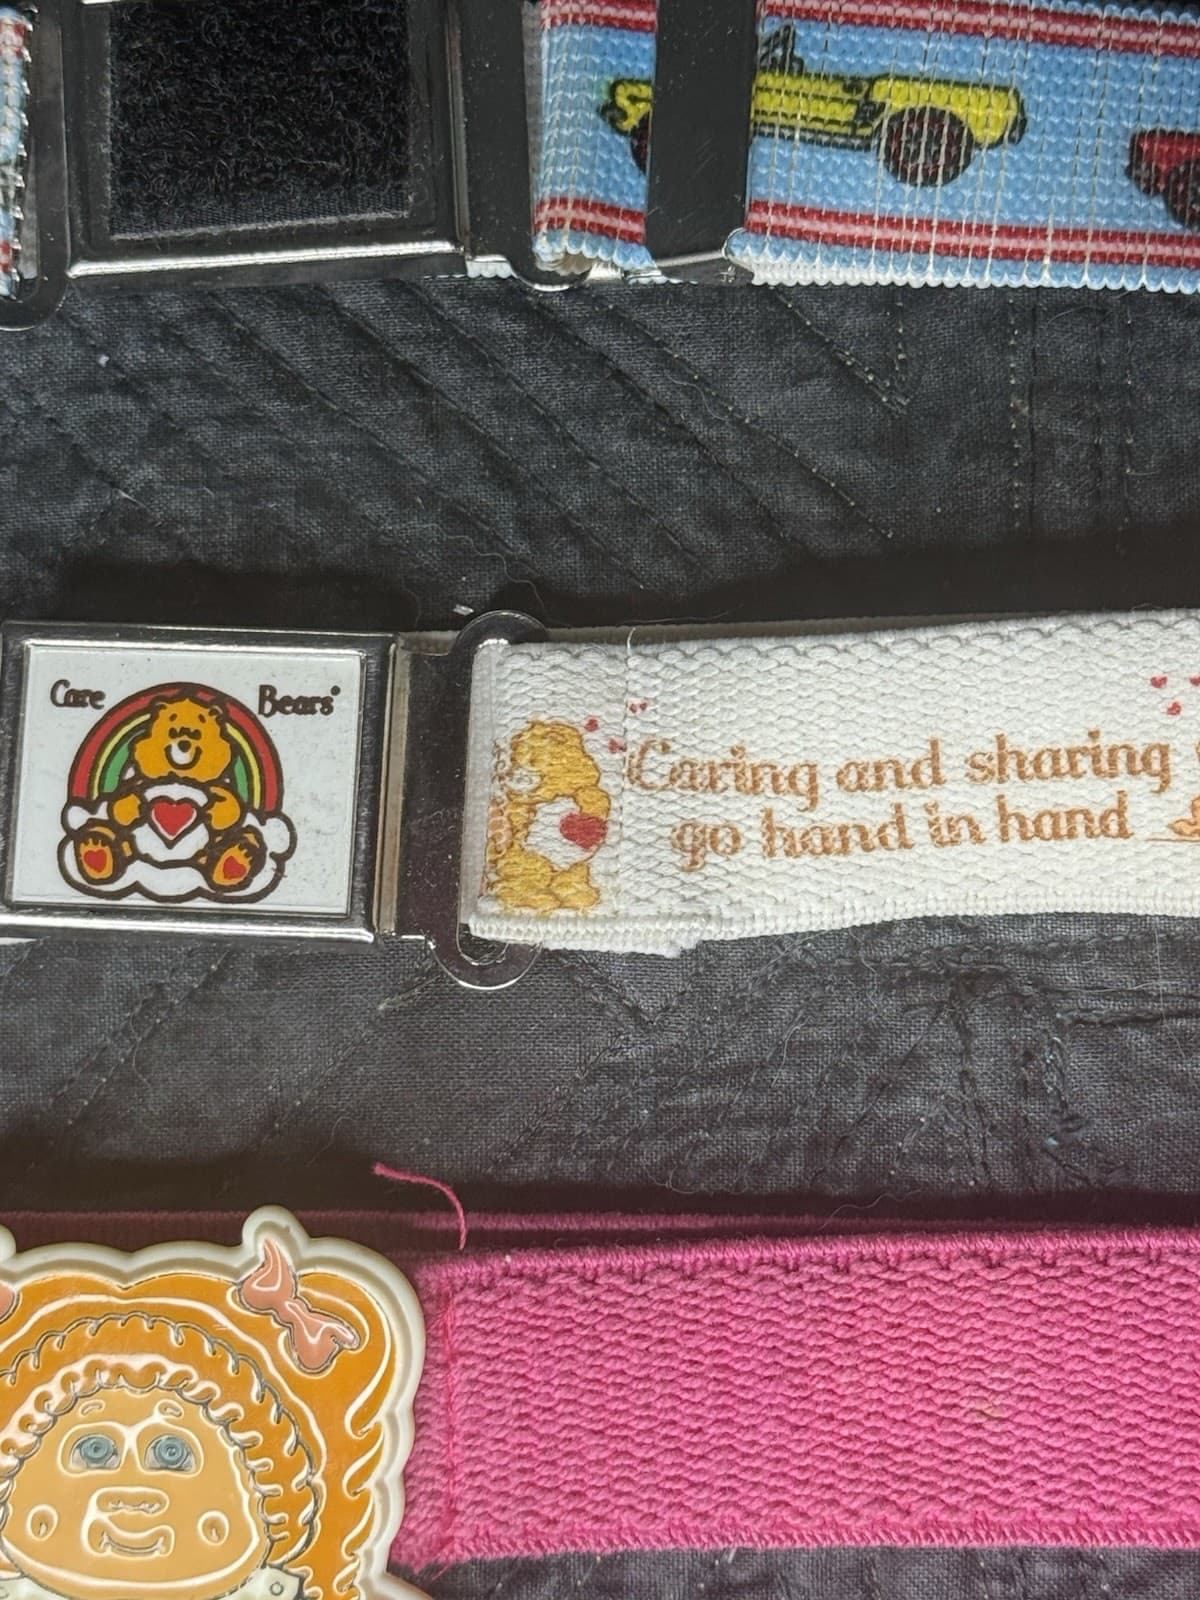 Care Bears®
Caring and sharing
go hand in hand